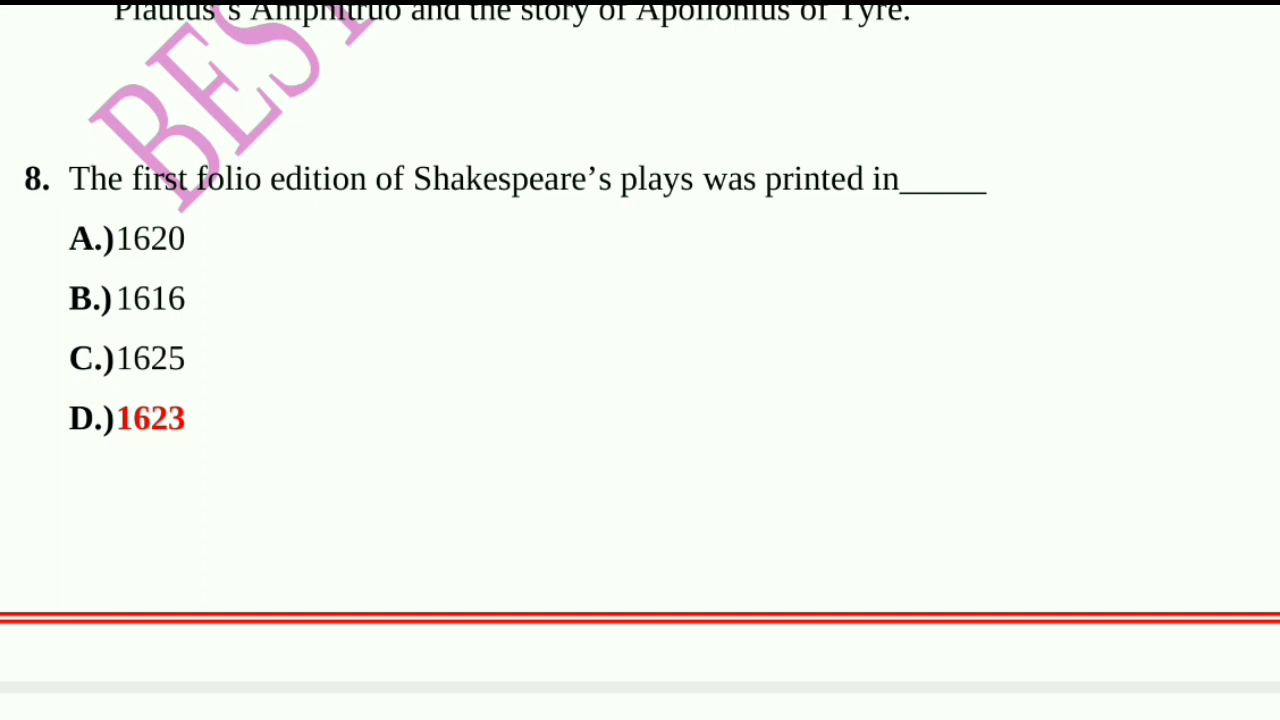 Plautus's Amphitruo and the story of Apollonius of Tyre.
BEST
8. The first folio edition of Shakespeare’s plays was printed in_____
A.)1620
B.)1616
C.)1625
D.)1623